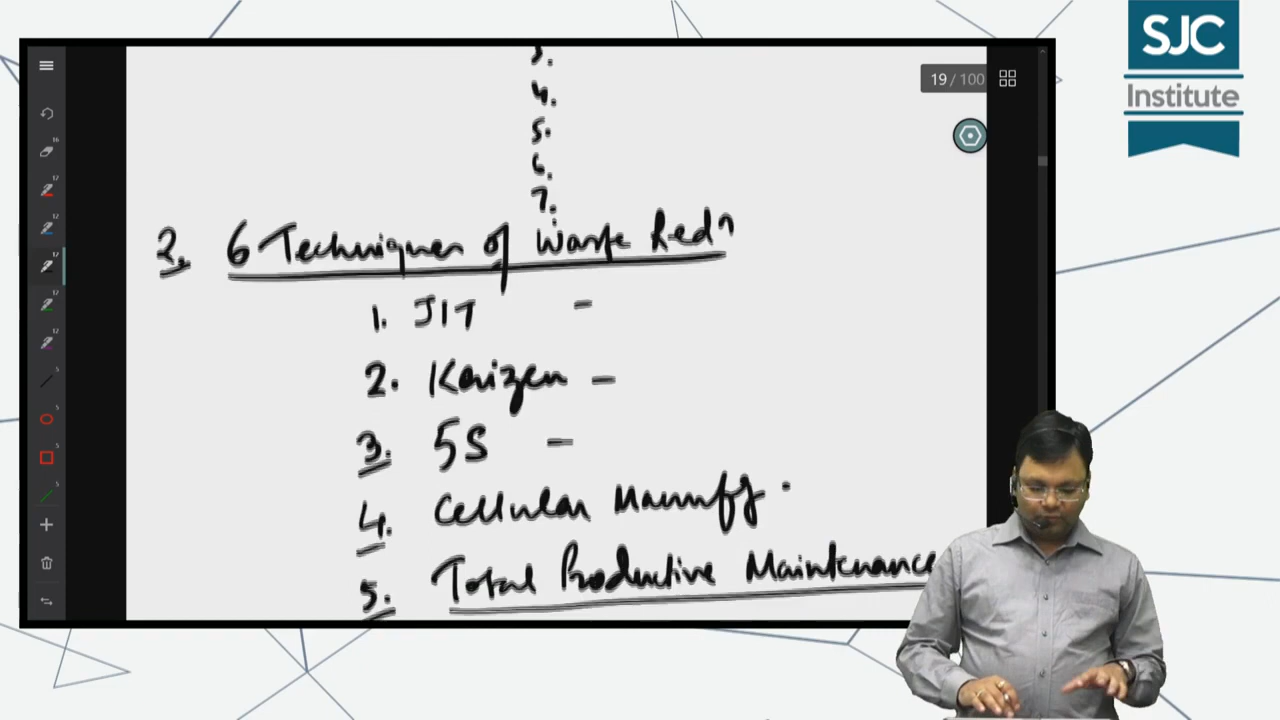 SJC
Institute
19 / 100
3.
4.
5.
6.
7.
2. 6 Techniques of Waste Redn
1. JIT -
2. Kaizen -
3. 5S -
4. Cellular Manufg.
5. Total Productive Maintenance